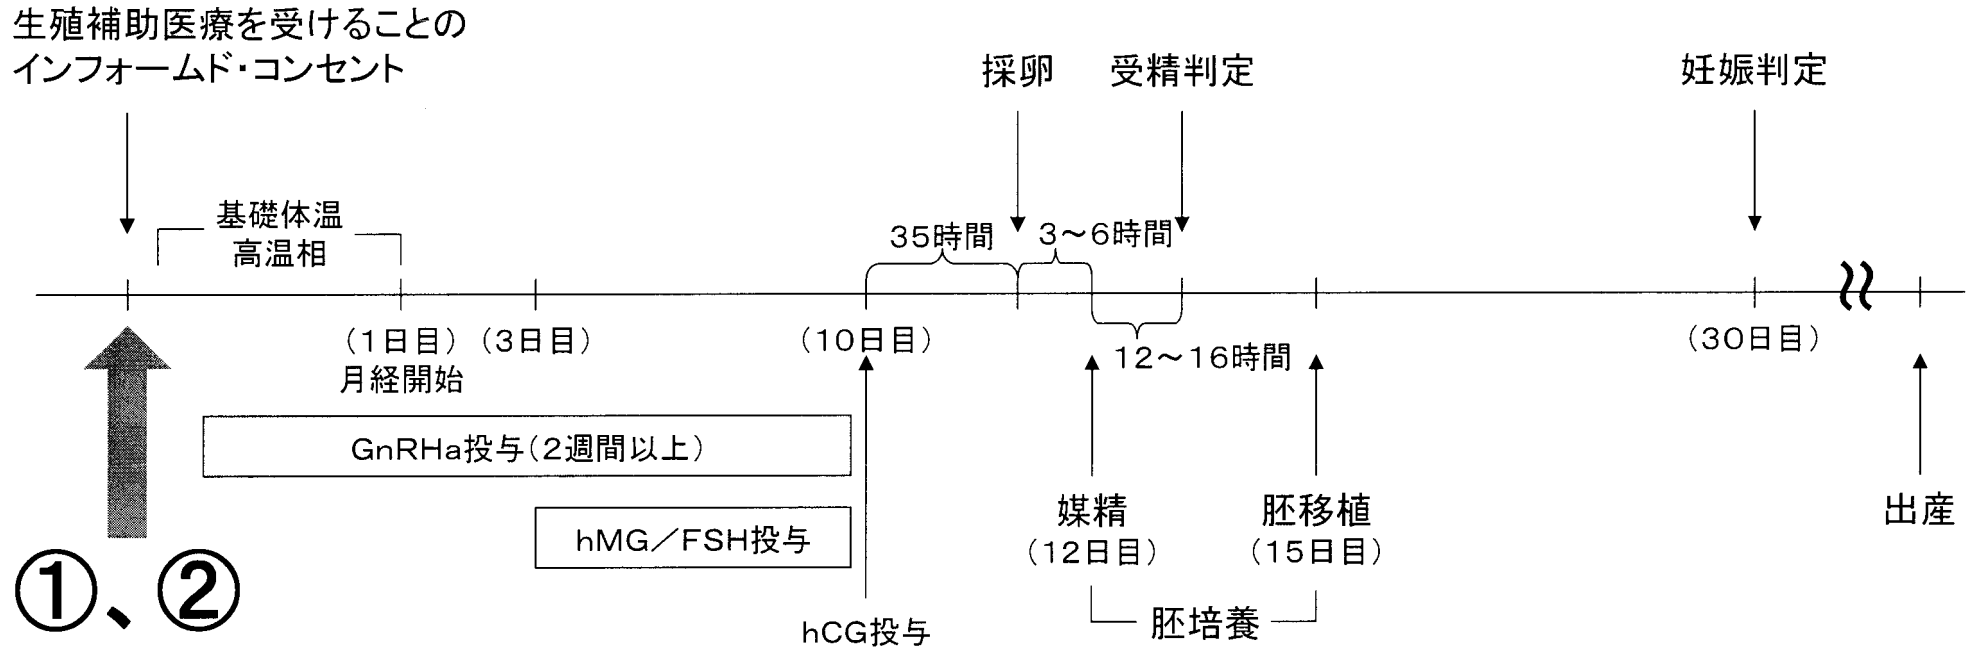 生殖補助医療を受けることの
インフォームド・コンセント
採卵
受精判定
妊娠判定
基礎体温
高温相
35時間
3～6時間
(1日目)
月経開始
(3日目)
(10日目)
12～16時間
(30日目)
GnRHa投与(2週間以上)
hMG／FSH投与
媒精
(12日目)
胚移植
(15日目)
出産
①、②
hCG投与
胚培養